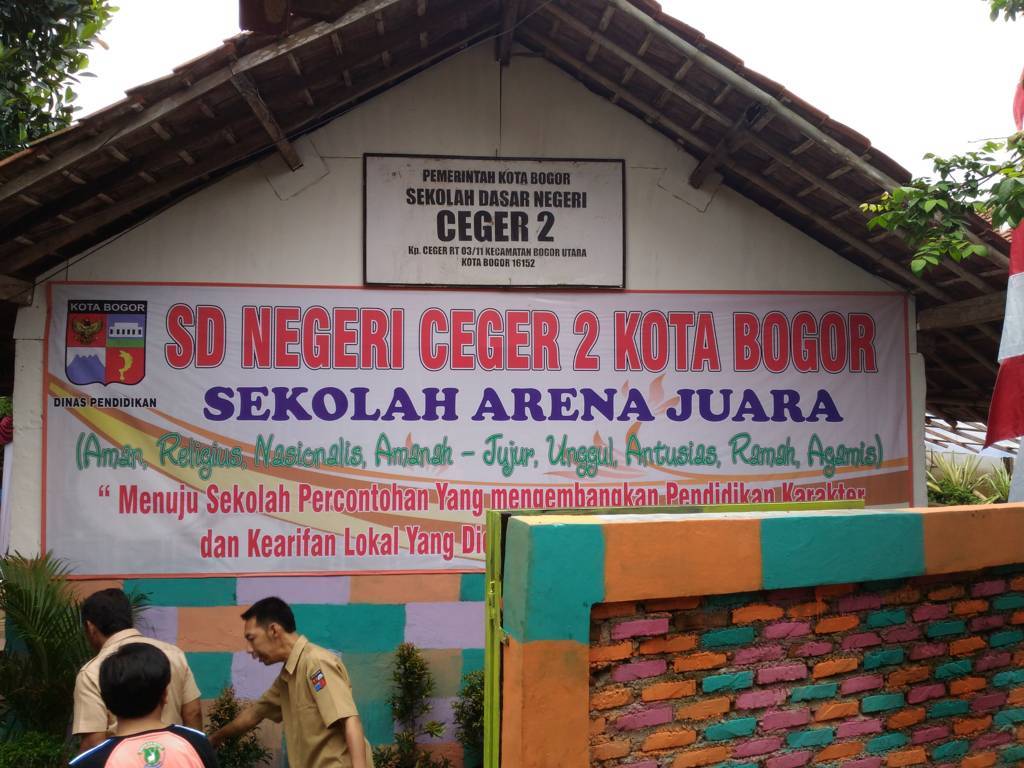 PEMERINTAH KOTA BOGOR
SEKOLAH DASAR NEGERI
CEGER 2
Kp. CEGER RT 03/11 KECAMATAN BOGOR UTARA
KOTA BOGOR 16152
KOTA BOGOR
DINAS PENDIDIKAN
SD NEGERI CEGER 2 KOTA BOGOR
SEKOLAH ARENA JUARA
(Aman, Religius, Nasionalis, Amanah - Jujur, Unggul, Antusias, Ramah, Agamis)
“ Menuju Sekolah Percontohan Yang mengembangkan Pendidikan Karakter
dan Kearifan Lokal Yang